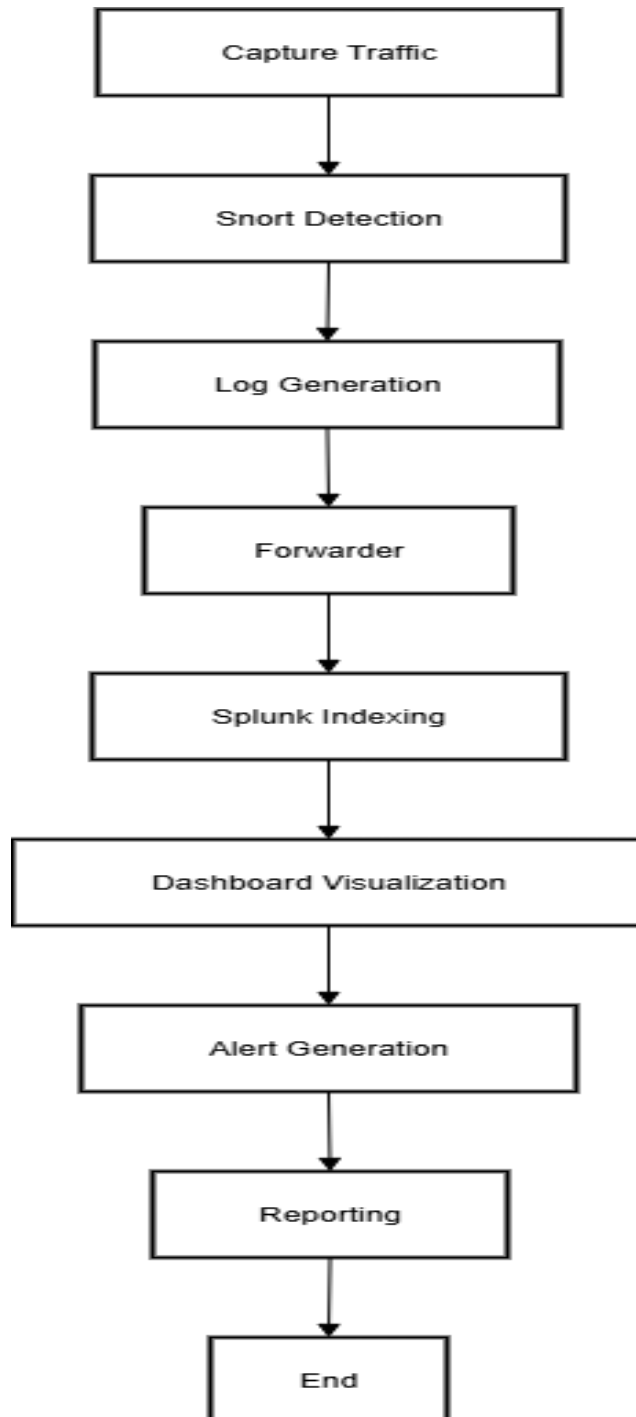 Capture Traffic
Snort Detection
Log Generation
Forwarder
Splunk Indexing
Dashboard Visualization
Alert Generation
Reporting
End